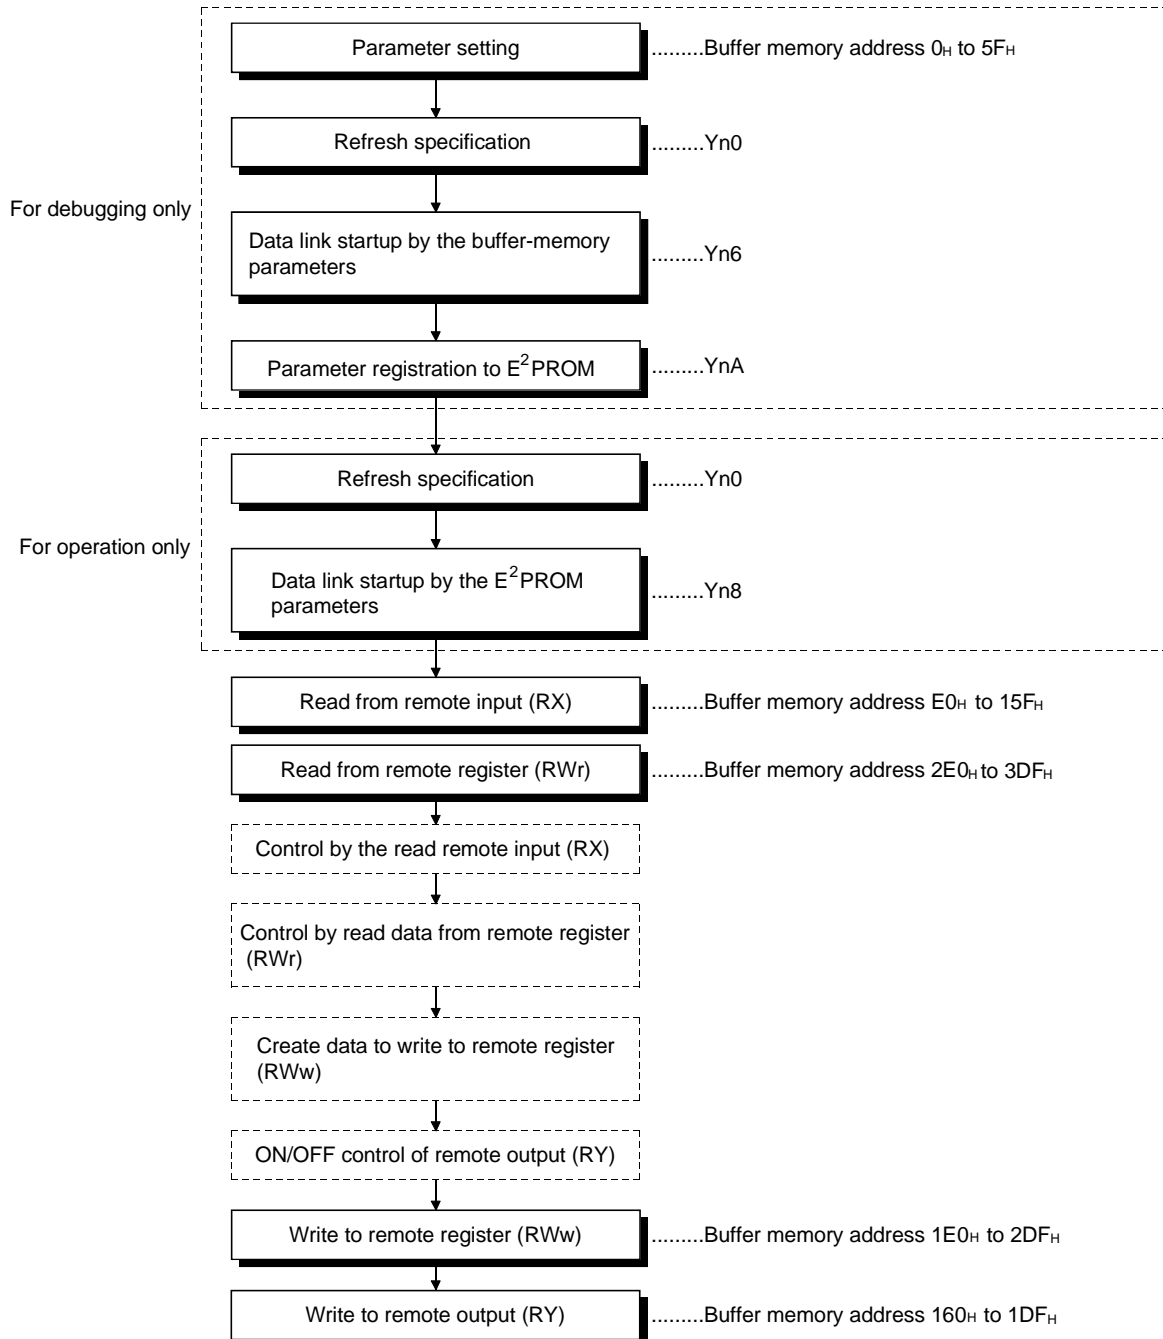 Parameter setting .........Buffer memory address 0H to 5FH
Refresh specification .........Yn0
For debugging only
Data link startup by the buffer-memory
parameters .........Yn6
Parameter registration to E2PROM .........YnA
Refresh specification .........Yn0
For operation only
Data link startup by the E2PROM
parameters .........Yn8
Read from remote input (RX) .........Buffer memory address E0H to 15FH
Read from remote register (RWr) .........Buffer memory address 2E0H to 3DFH
Control by the read remote input (RX)
Control by read data from remote register
(RWr)
Create data to write to remote register
(RWw)
ON/OFF control of remote output (RY)
Write to remote register (RWw) .........Buffer memory address 1E0H to 2DFH
Write to remote output (RY) .........Buffer memory address 160H to 1DFH